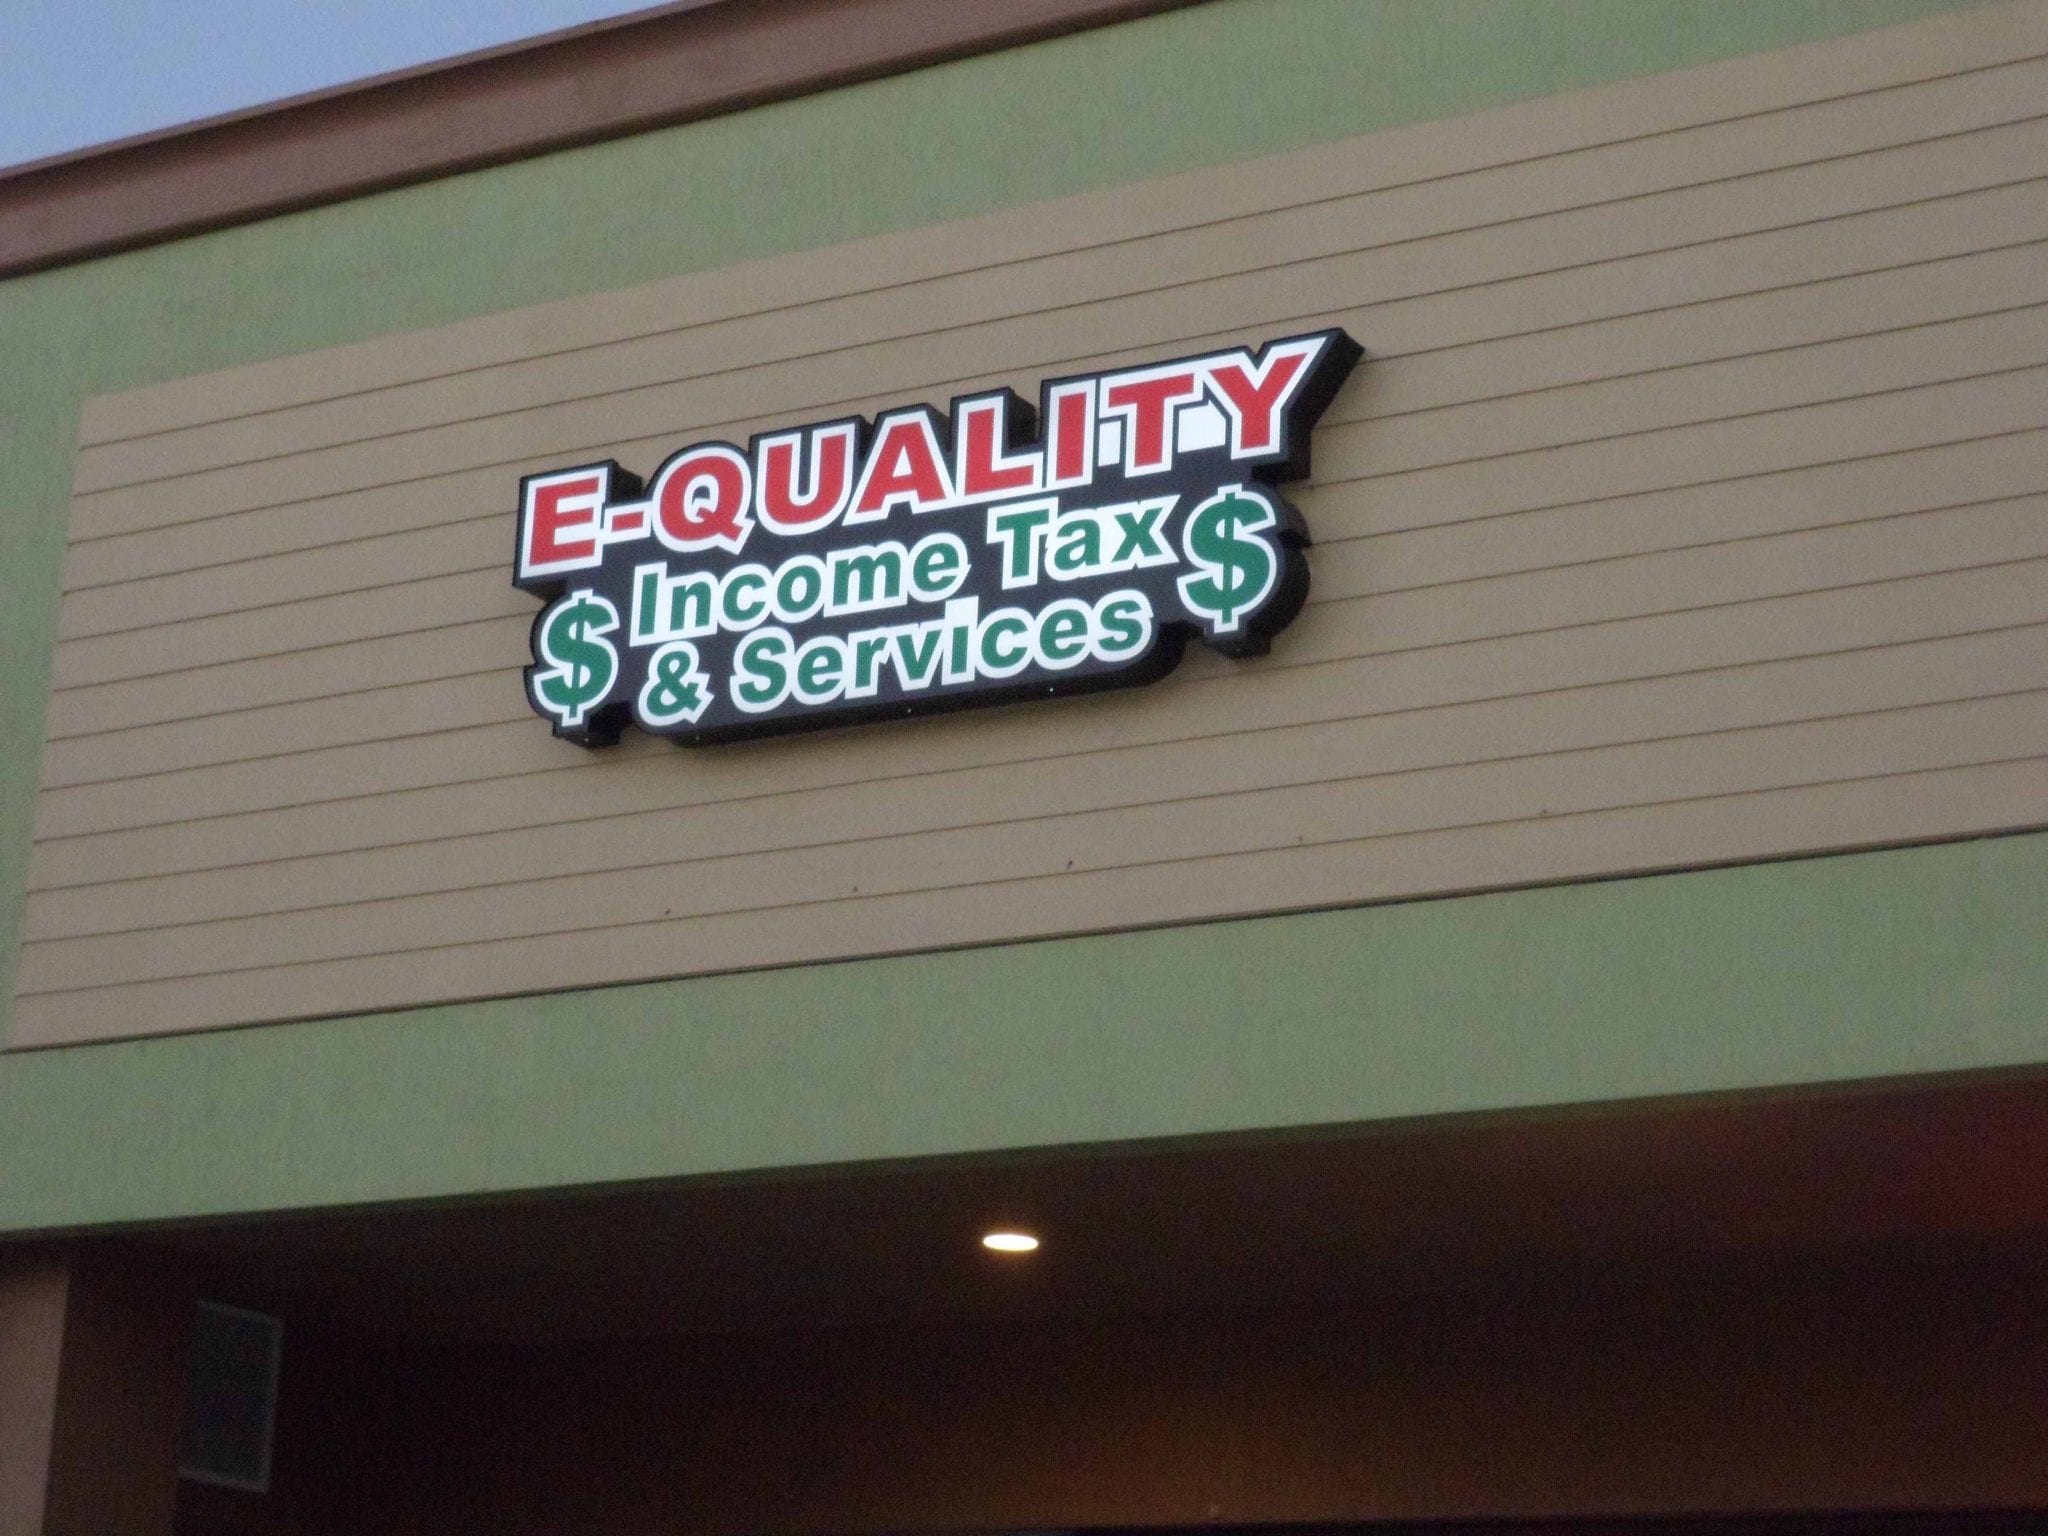 E-QUALITY
$ Income Tax $
& Services